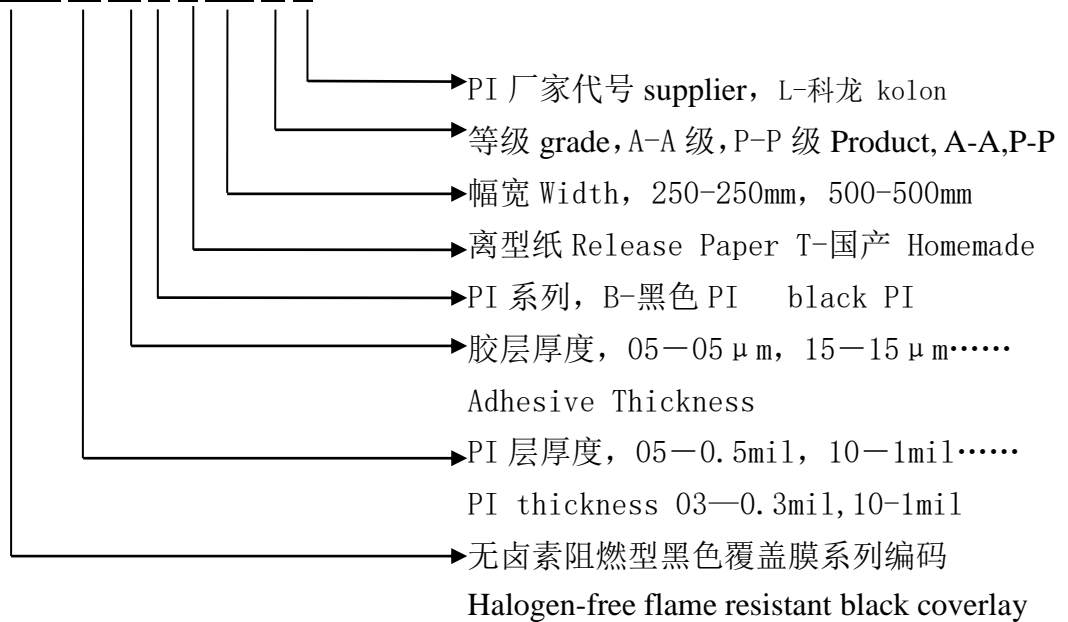 PI 厂家代号 supplier，L-科龙 kolon
等级 grade，A-A 级，P-P 级 Product, A-A,P-P
幅宽 Width，250-250mm，500-500mm
离型纸 Release Paper T-国产 Homemade
PI 系列，B-黑色 PI black PI
胶层厚度，05－05μm，15－15μm……
Adhesive Thickness
PI 层厚度，05－0.5mil，10－1mil……
PI thickness 03—0.3mil,10-1mil
无卤素阻燃型黑色覆盖膜系列编码
Halogen-free flame resistant black coverlay